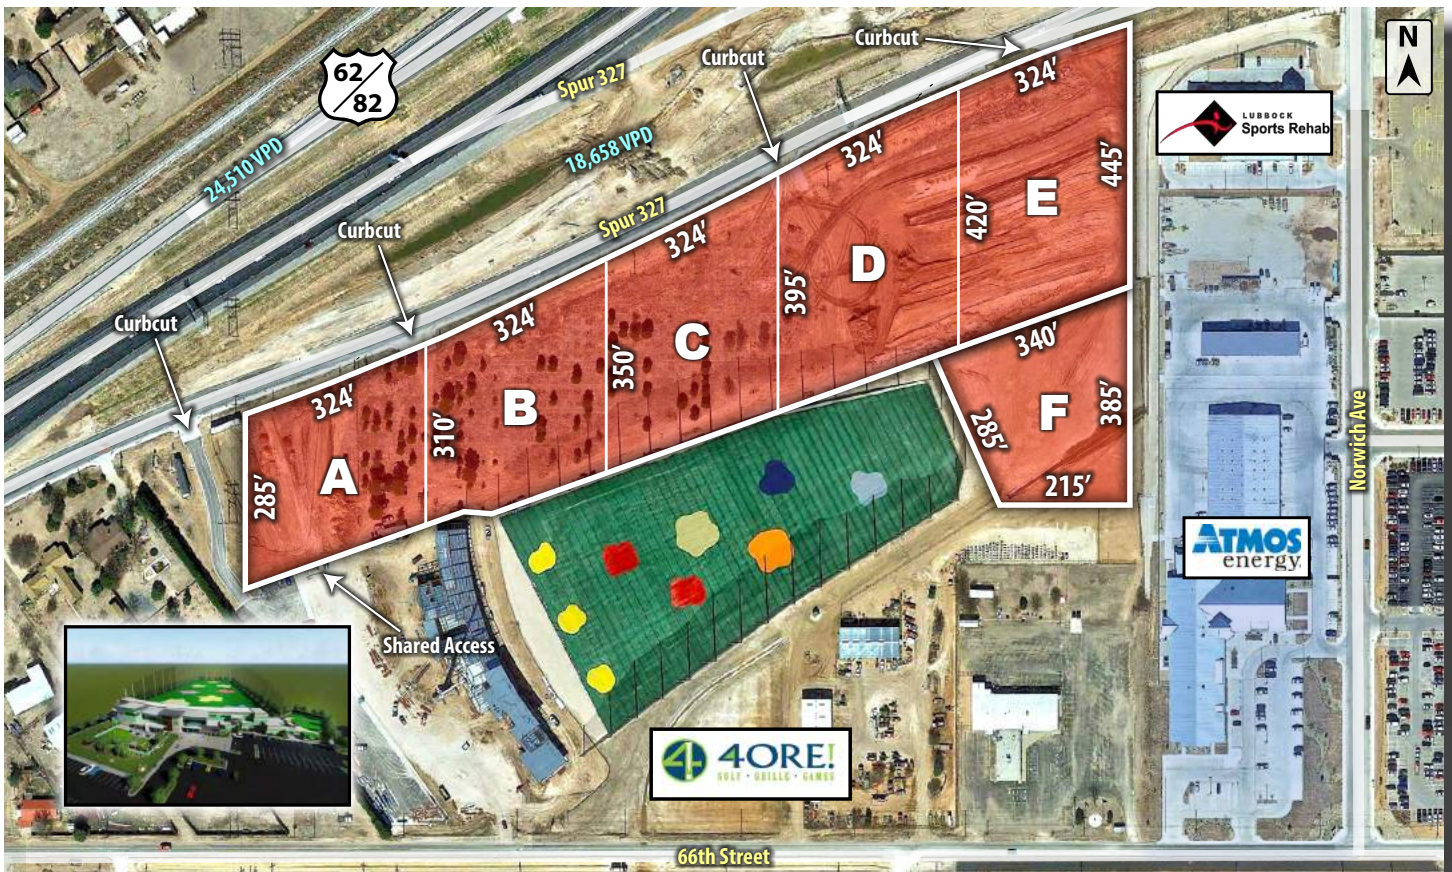 N
62/82
Curbcut
Curbcut
324'
Spur 327
LUBBOCK
Sports Rehab
24,510 VPD
18,658 VPD
324'
445'
Spur 327
324'
420'
E
Curbcut
D
395'
Curbcut
324'
C
350'
324'
340'
B
310'
F
385'
285'
A
285'
215'
Norwich Ave
ATMOS
energy
Shared Access
4
4ORE!
GOLF • GRILLE • GAMES
66th Street